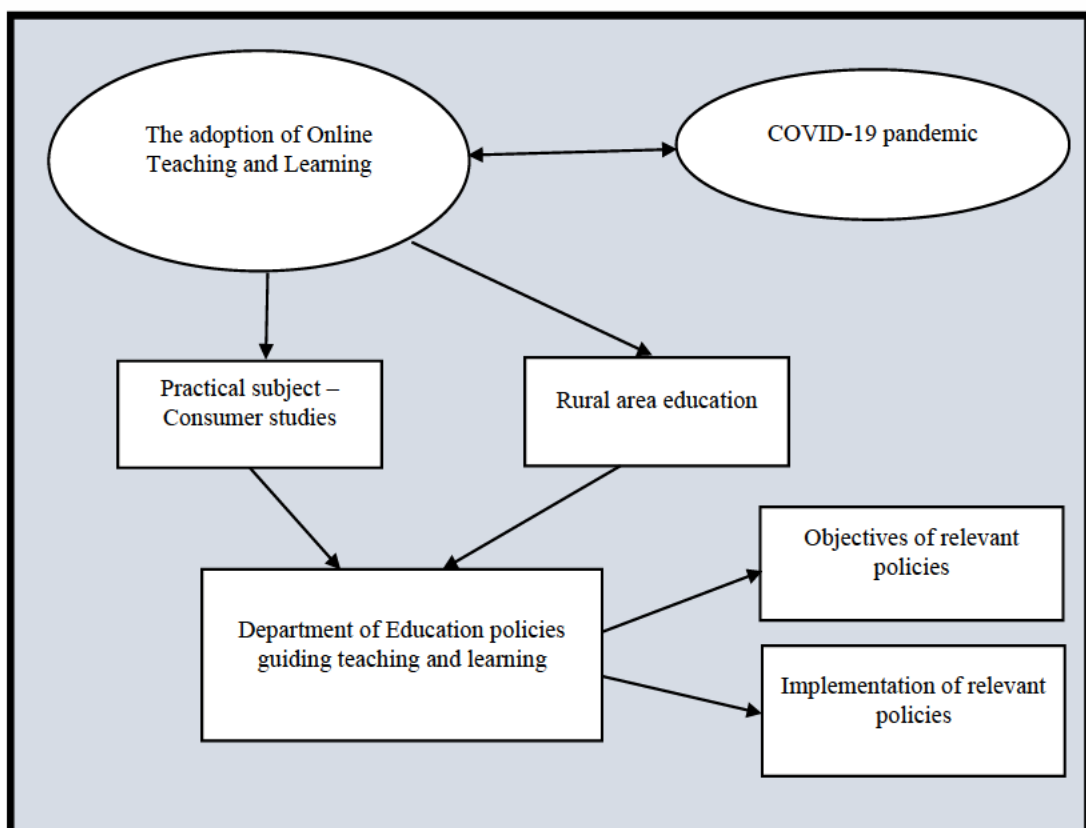 The adoption of Online
Teaching and Learning
COVID-19 pandemic
Practical subject –
Consumer studies
Rural area education
Objectives of relevant
policies
Department of Education policies
guiding teaching and learning
Implementation of relevant
policies